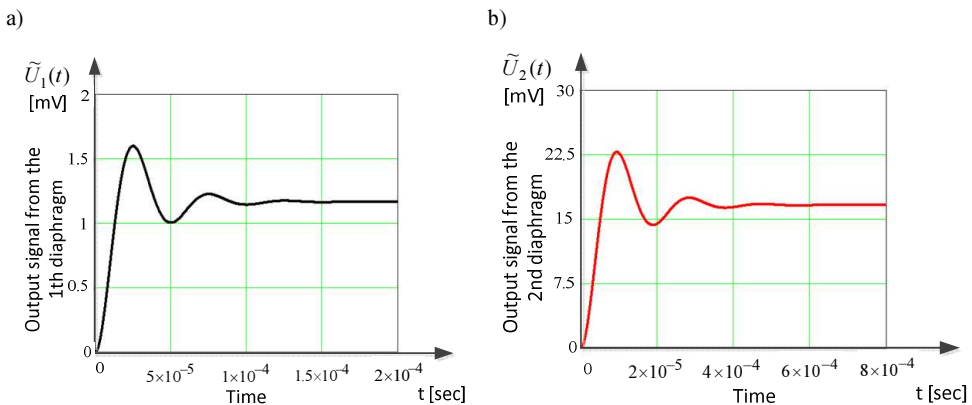 a)
Ũ₁(t)
[mV]
2
1.5
1
0.5
0
Output signal from the
1th diaphragm
0
5×10⁻⁵
1×10⁻⁴
1.5×10⁻⁴
2×10⁻⁴
Time
t [sec]
b)
Ũ₂(t)
[mV]
30
22.5
15
7.5
0
Output signal from the
2nd diaphragm
0
2×10⁻⁵
4×10⁻⁴
6×10⁻⁴
8×10⁻⁴
Time
t [sec]